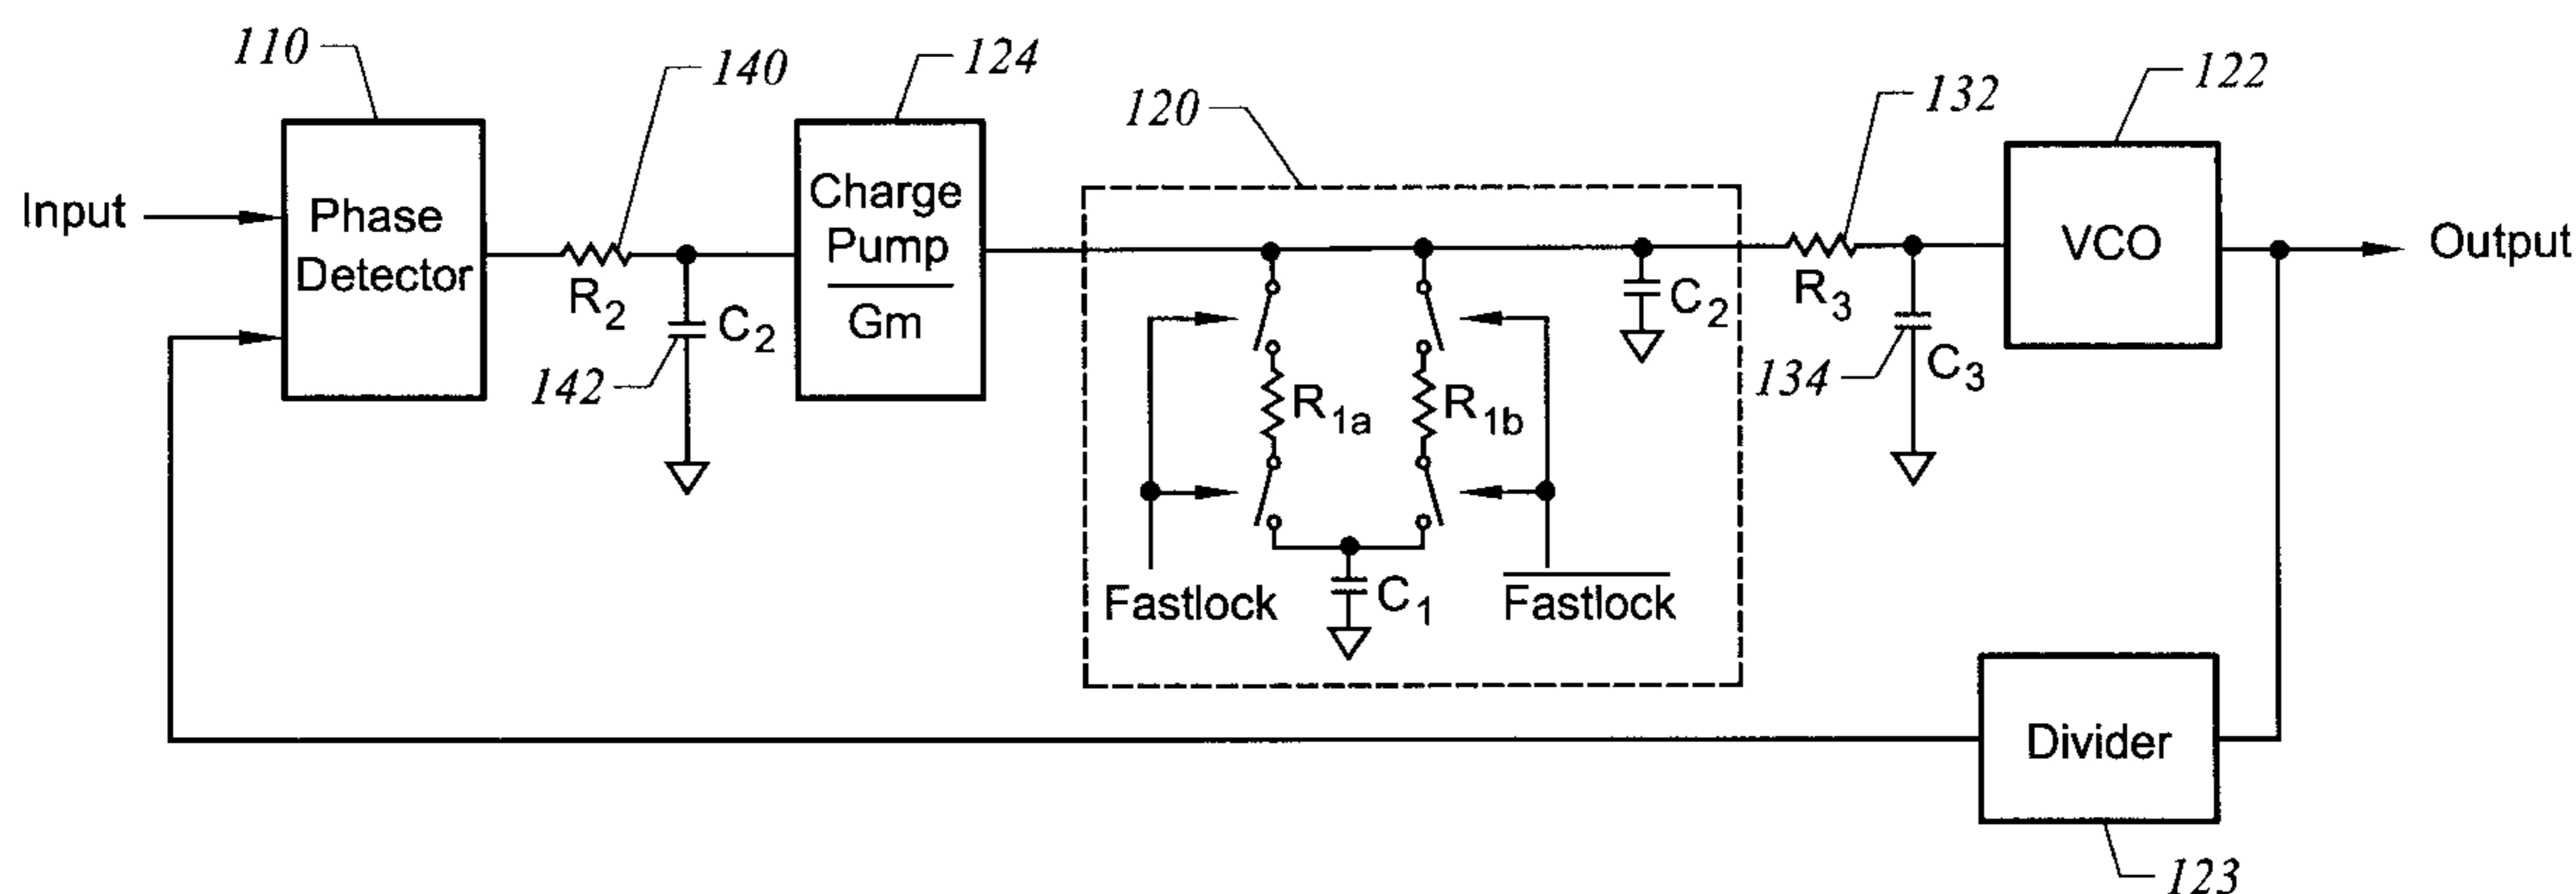 110
140
124
120
132
122
Input
Phase
Detector
R2
C2
142
Charge
Pump
Gm
R1a
R1b
C2
Fastlock
C1
Fastlock
R3
C3
134
VCO
Output
Divider
123